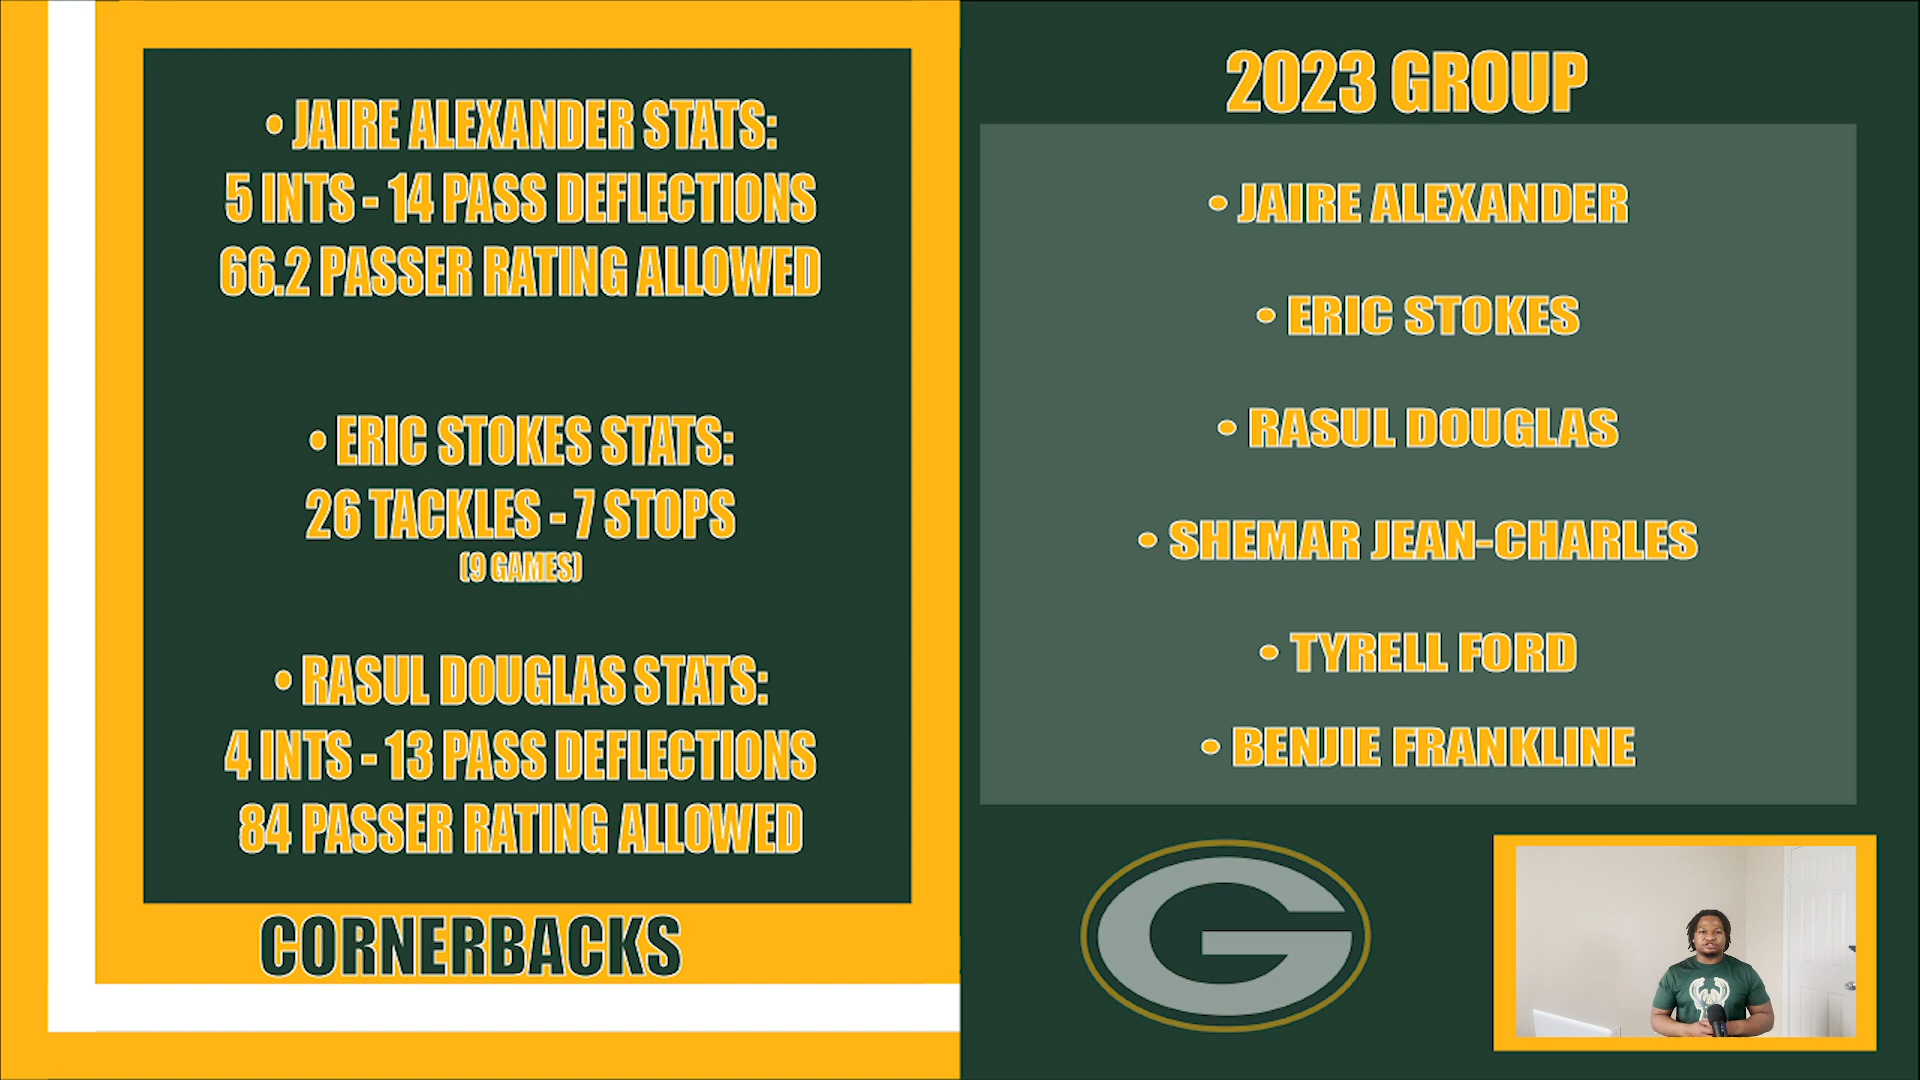 • JAIRE ALEXANDER STATS:
5 INTS - 14 PASS DEFLECTIONS
66.2 PASSER RATING ALLOWED
• ERIC STOKES STATS:
26 TACKLES - 7 STOPS
(9 GAMES)
• RASUL DOUGLAS STATS:
4 INTS - 13 PASS DEFLECTIONS
84 PASSER RATING ALLOWED
CORNERBACKS
2023 GROUP
• JAIRE ALEXANDER
• ERIC STOKES
• RASUL DOUGLAS
• SHEMAR JEAN-CHARLES
• TYRELL FORD
• BENJIE FRANKLINE
G